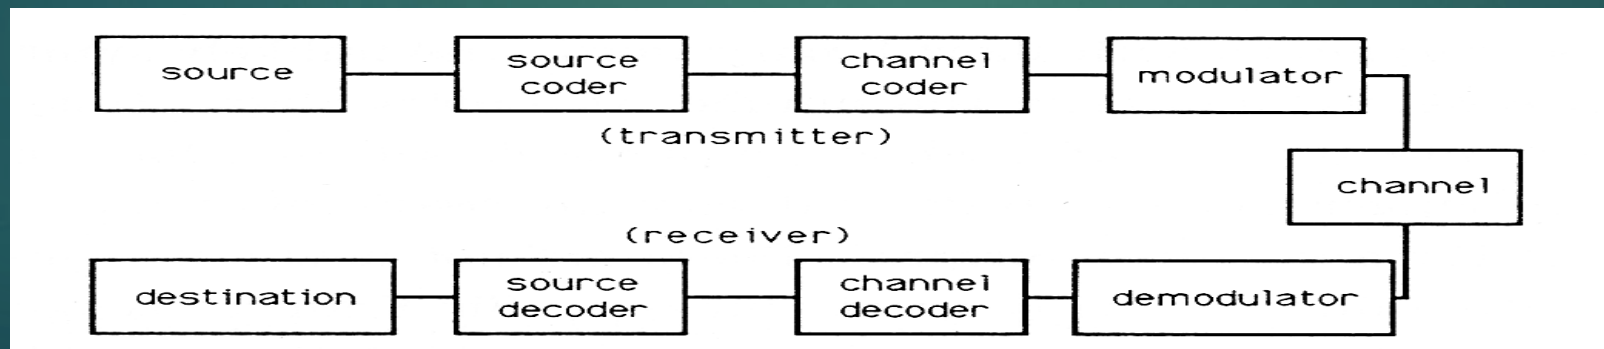 source
source
coder
channel
coder
modulator
(transmitter)
channel
(receiver)
destination
source
decoder
channel
decoder
demodulator